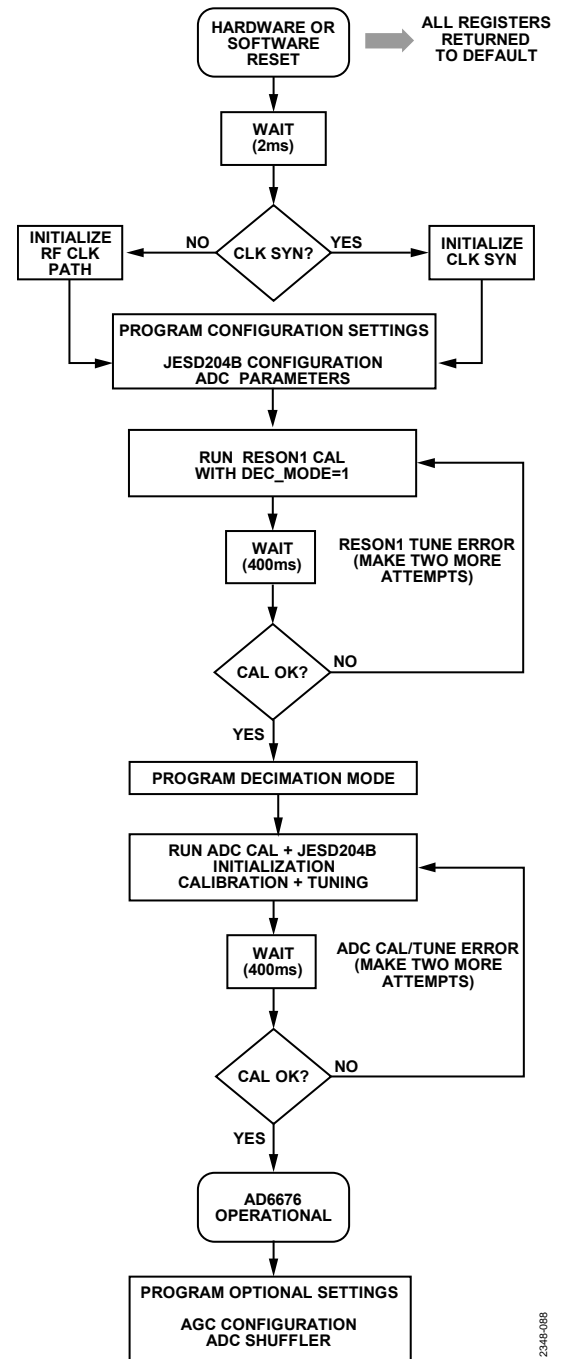 HARDWARE OR
SOFTWARE
RESET
ALL REGISTERS
RETURNED
TO DEFAULT
WAIT
(2ms)
INITIALIZE
RF CLK
PATH
NO
CLK SYN?
YES
INITIALIZE
CLK SYN
PROGRAM CONFIGURATION SETTINGS
JESD204B CONFIGURATION
ADC PARAMETERS
RUN RESON1 CAL
WITH DEC_MODE=1
WAIT
(400ms)
RESON1 TUNE ERROR
(MAKE TWO MORE
ATTEMPTS)
CAL OK?
NO
YES
PROGRAM DECIMATION MODE
RUN ADC CAL + JESD204B
INITIALIZATION
CALIBRATION + TUNING
WAIT
(400ms)
ADC CAL/TUNE ERROR
(MAKE TWO MORE
ATTEMPTS)
CAL OK?
NO
YES
AD6676
OPERATIONAL
PROGRAM OPTIONAL SETTINGS
AGC CONFIGURATION
ADC SHUFFLER
2348-088